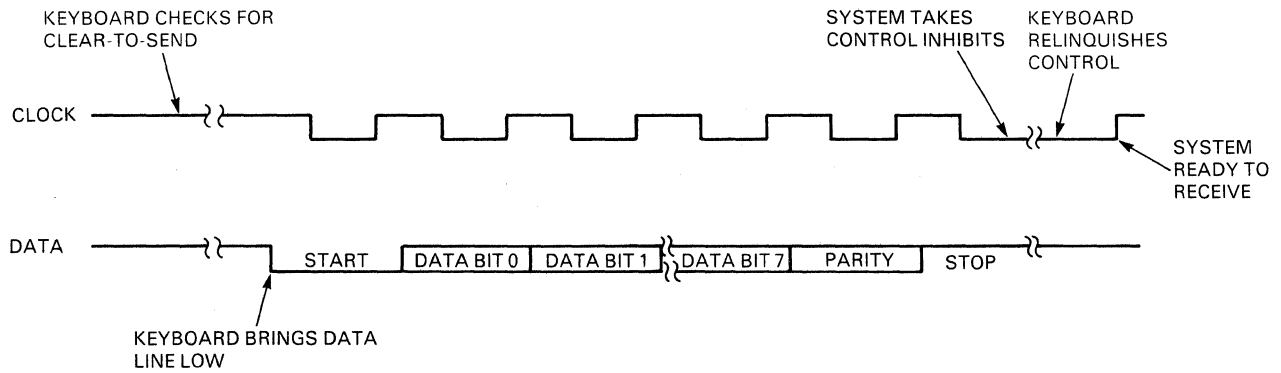 KEYBOARD CHECKS FOR
CLEAR-TO-SEND
SYSTEM TAKES
CONTROL INHIBITS
KEYBOARD
RELINQUISHES
CONTROL
CLOCK
SYSTEM
READY TO
RECEIVE
DATA
START
DATA BIT 0
DATA BIT 1
DATA BIT 7
PARITY
STOP
KEYBOARD BRINGS DATA
LINE LOW